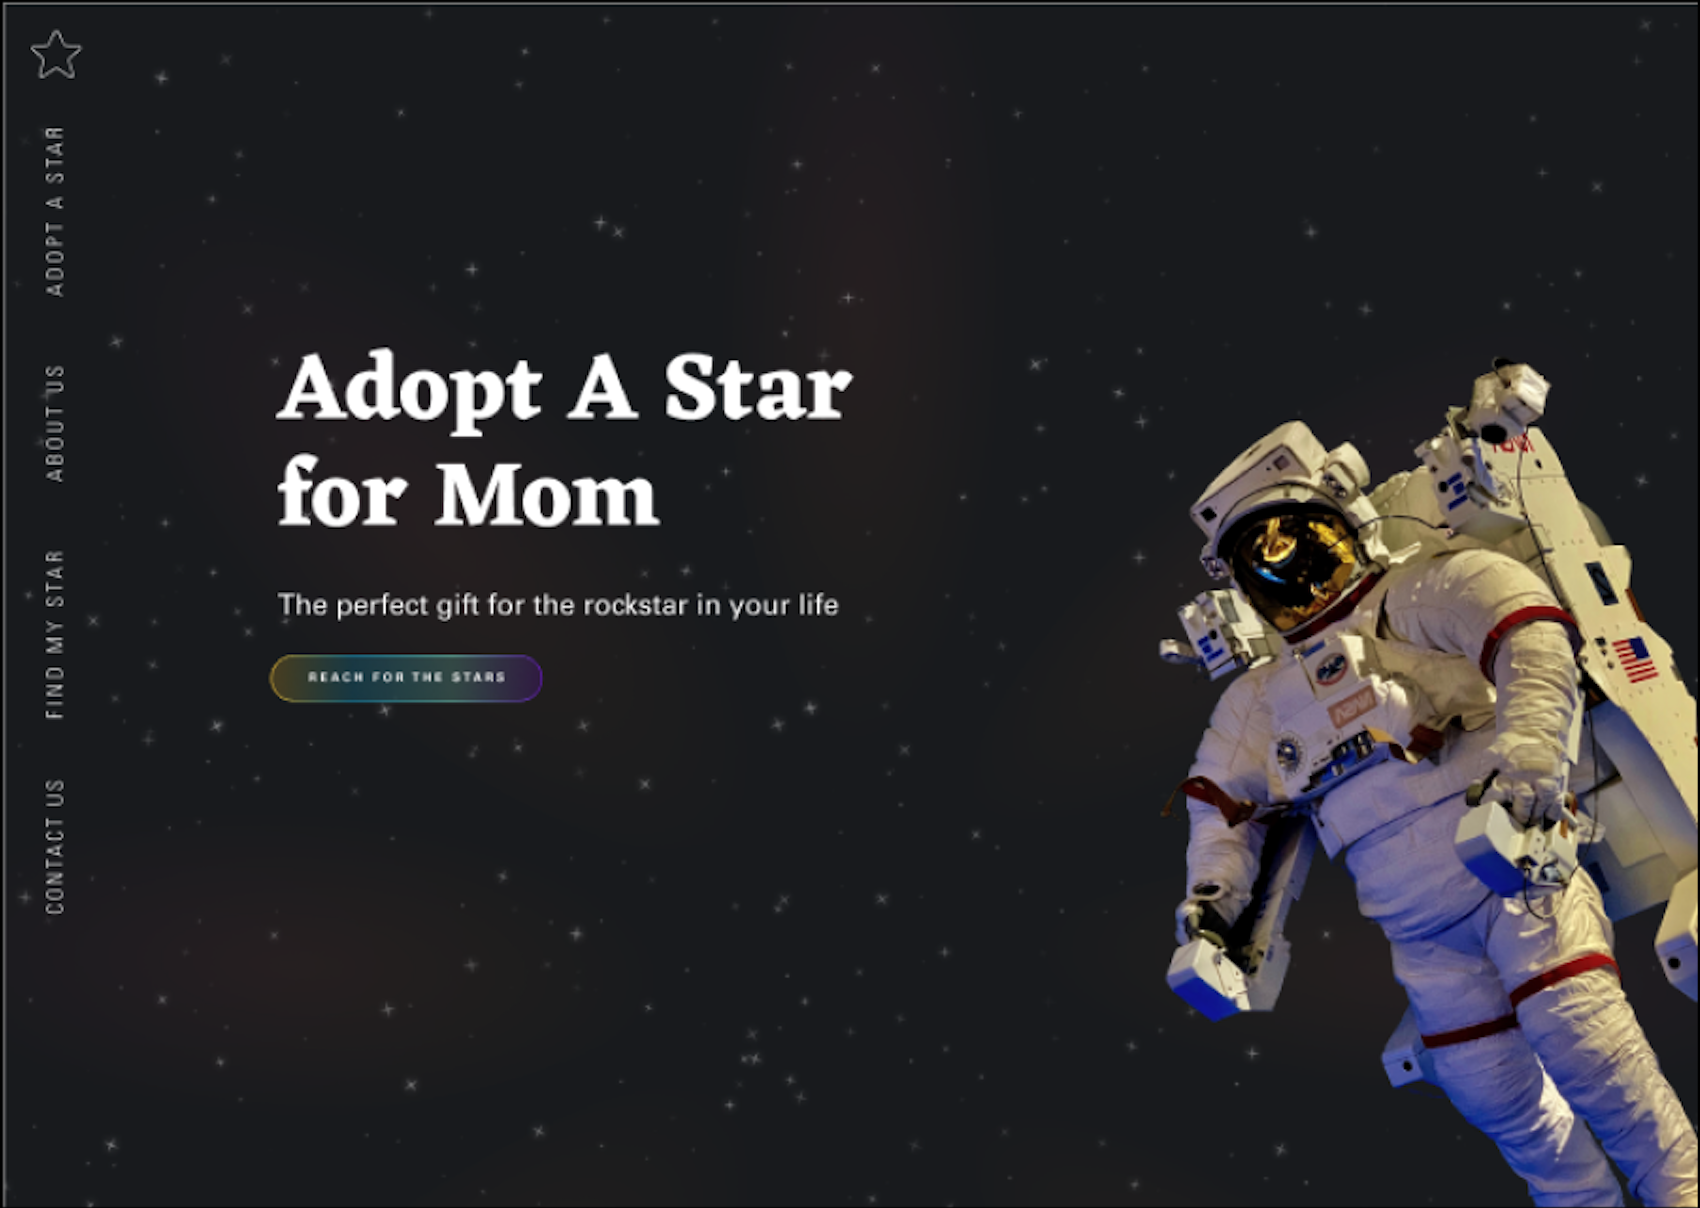 ADOPT A STAR
ABOUT US
FIND MY STAR
CONTACT US
Adopt A Star
for Mom
The perfect gift for the rockstar in your life
REACH FOR THE STARS